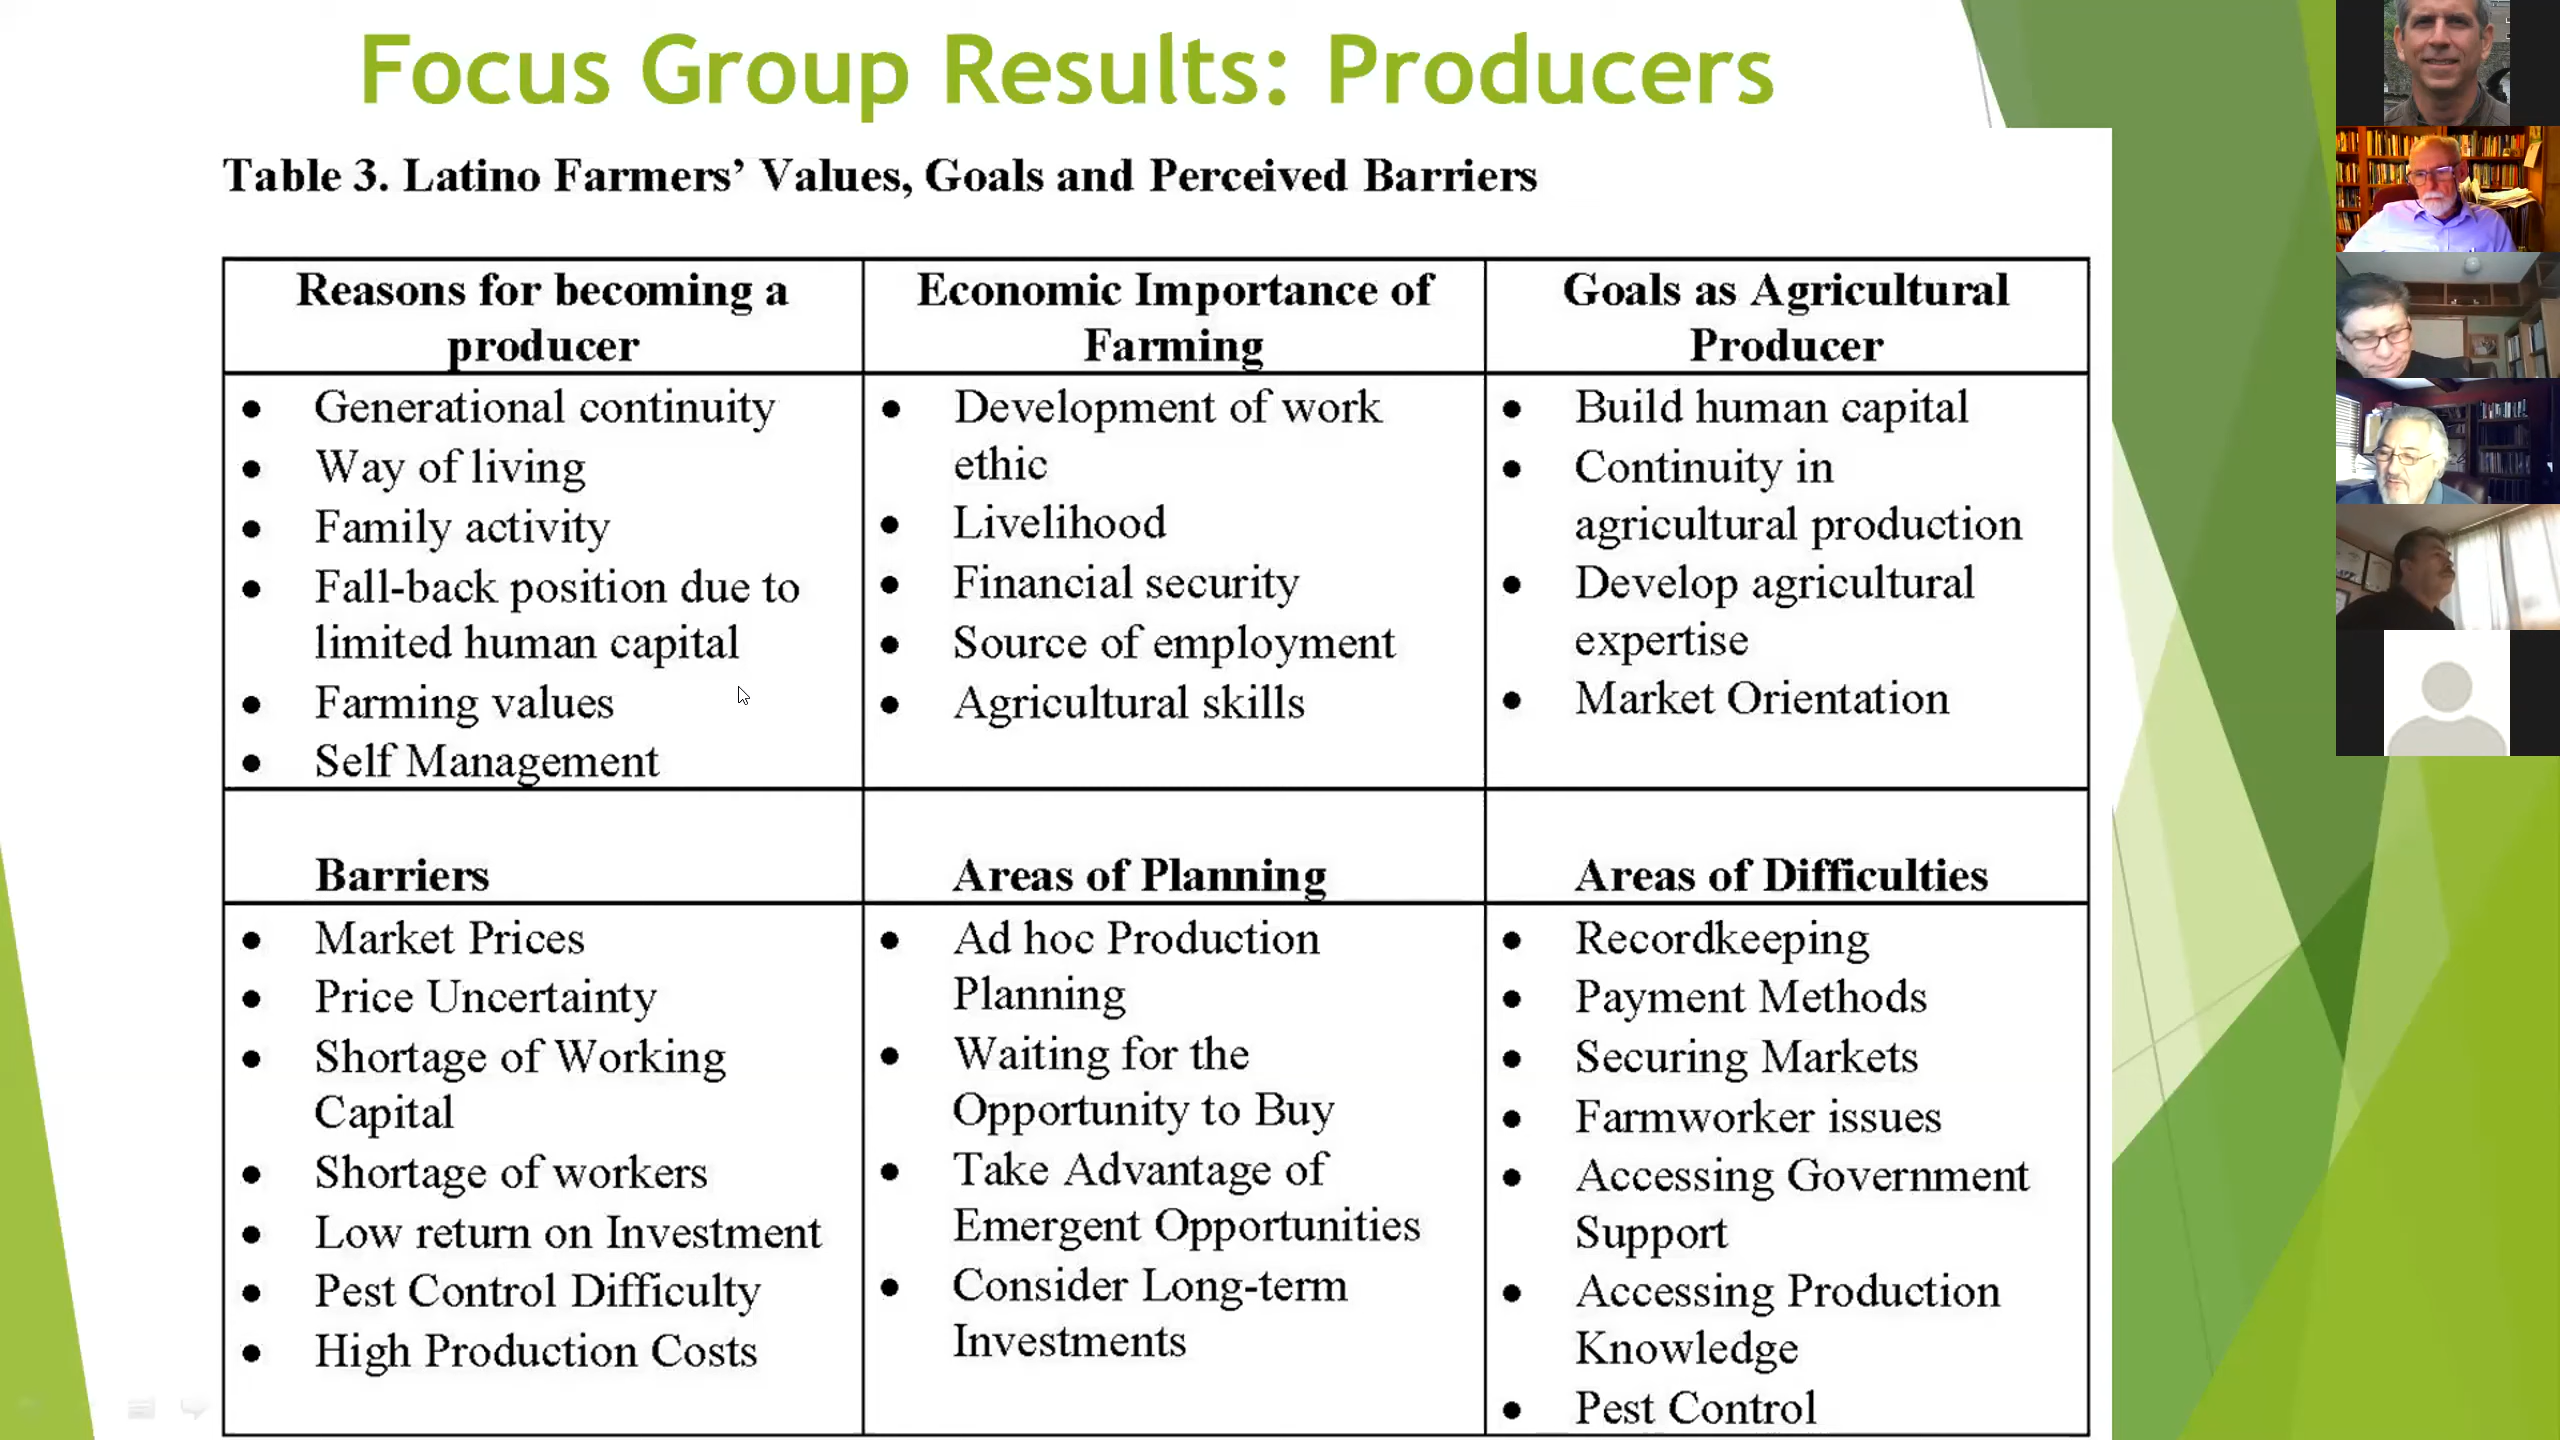 Focus Group Results: Producers
Table 3. Latino Farmers’ Values, Goals and Perceived Barriers
Reasons for becoming a
producer
• Generational continuity
• Way of living
• Family activity
• Fall-back position due to
limited human capital
• Farming values
• Self Management
Economic Importance of
Farming
• Development of work
ethic
• Livelihood
• Financial security
• Source of employment
• Agricultural skills
Goals as Agricultural
Producer
• Build human capital
• Continuity in
agricultural production
• Develop agricultural
expertise
• Market Orientation
Barriers
• Market Prices
• Price Uncertainty
• Shortage of Working
Capital
• Shortage of workers
• Low return on Investment
• Pest Control Difficulty
• High Production Costs
Areas of Planning
• Ad hoc Production
Planning
• Waiting for the
Opportunity to Buy
• Take Advantage of
Emergent Opportunities
• Consider Long-term
Investments
Areas of Difficulties
• Recordkeeping
• Payment Methods
• Securing Markets
• Farmworker issues
• Accessing Government
Support
• Accessing Production
Knowledge
• Pest Control